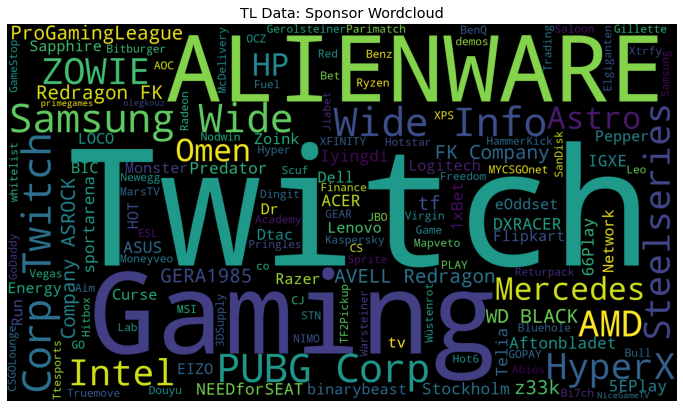 TL Data: Sponsor Wordcloud
ProGamingLeague
Bitburger
OCZ
Gerolsteiner
Parimatch
BenQ
demos
Saloon
Gillette
GameStop
Sapphire
McDelivery
Red
Benz
Trading
Xtrfy
AOC
ZOWIE
HP
ALIENWARE
Bet
Ryzen
Elgiganten
Samsung
Redragon FK
Fuel
primegames
olegkouz
Radeon
Jiabet
XPS
Samsung Wide
Wide Info
Astro
whitelist
LOCO
Nodwin
Zoink
XFINITY
Hotstar
HammerKick
Pepper
Omen
Hyper
Iyingdi
FK Company
MYCSGOnet
SanDisk
IGXE
Leo
BIC
Monster
Predator
Scuf
Dell
Logitech
Freedom
Newegg
MarsTV
Dingit
Finance
ACER
tf
1xBet
eOddset
Steelseries
Corp Twitch
Company ASROCK
sportarena
HOT
Dr
GEAR
JBO
Virgin
DXRACER
66Play
Network
ESL
Academy
Lenovo
Game
Flipkart
ASUS
Dtac
Kaspersky
CS
Mapveto
Twitch
GoDaddy
Vegas
Moneyveo
Pringles
Sprite
PLAY
Returpack
Energy
GERA1985
co
AVELL Redragon
Mercedes
Aim
Curse
Razer
TF2Pickup
Run
Hitbox
MSI
3DSupply
CJ
Warsteiner
Wustenrot
WD BLACK
AMD
CSGOLounge
GO
Lab
Gaming
STN
NIMO
tv
Telia
Bluehole
Aftonbladet
GOPAY
Bull
Ttesports
Intel
EIZO
PUBG Corp
Hot6
Abios
HyperX
Truemove
Douyu
NEEDforSEAT
binarybeast
Stockholm
z33k
5EPlay
Bi7ch
NiceGameTV